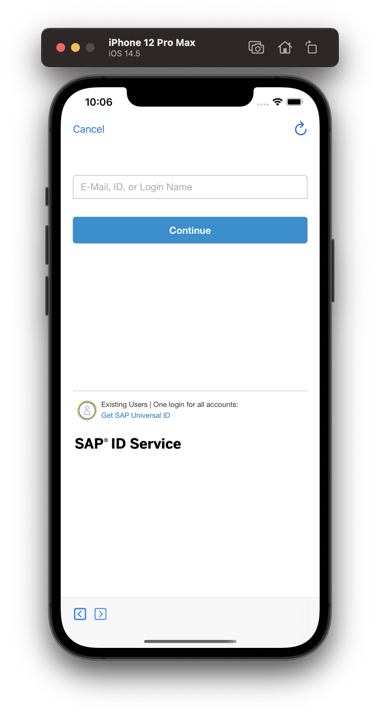 iPhone 12 Pro Max
iOS 14.5
10:06
Cancel
E-Mail, ID, or Login Name
Continue
Existing Users | One login for all accounts:
Get SAP Universal ID
SAP® ID Service